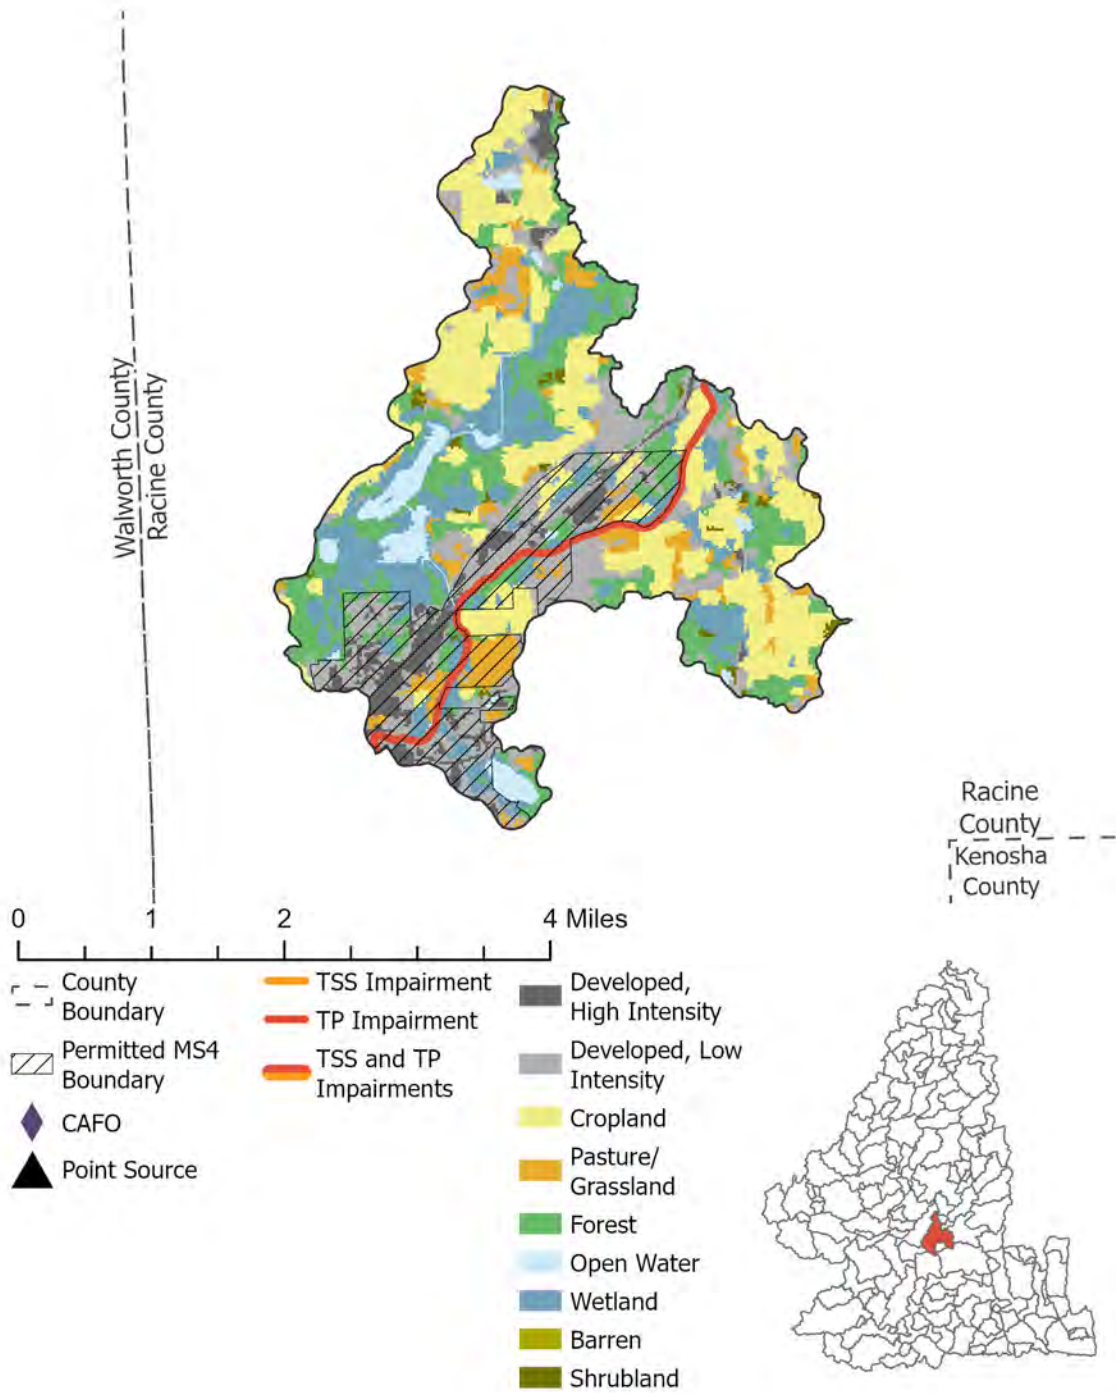 Walworth County
Racine County
Racine
County
Kenosha
County
0 1 2 4 Miles
County
Boundary
Permitted MS4
Boundary
CAFO
Point Source
TSS Impairment
TP Impairment
TSS and TP
Impairments
Developed,
High Intensity
Developed, Low
Intensity
Cropland
Pasture/
Grassland
Forest
Open Water
Wetland
Barren
Shrubland